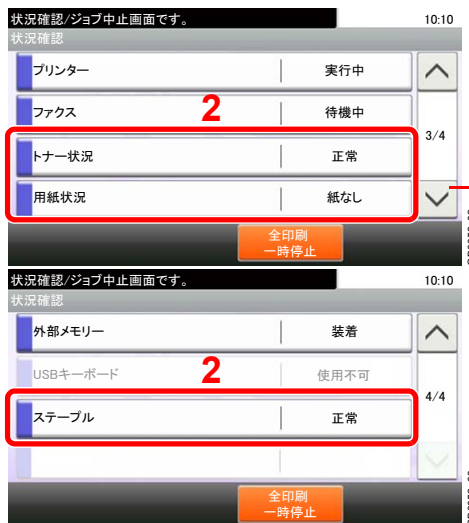 状況確認/ジョブ中止画面です。 10:10
状況確認
プリンター 実行中
ファクス 待機中
2
トナー状況 正常
3/4
用紙状況 紙なし
全印刷
一時停止
状況確認/ジョブ中止画面です。 10:10
状況確認
外部メモリー 装着
USBキーボード 使用不可
2
4/4
ステープル 正常
全印刷
一時停止